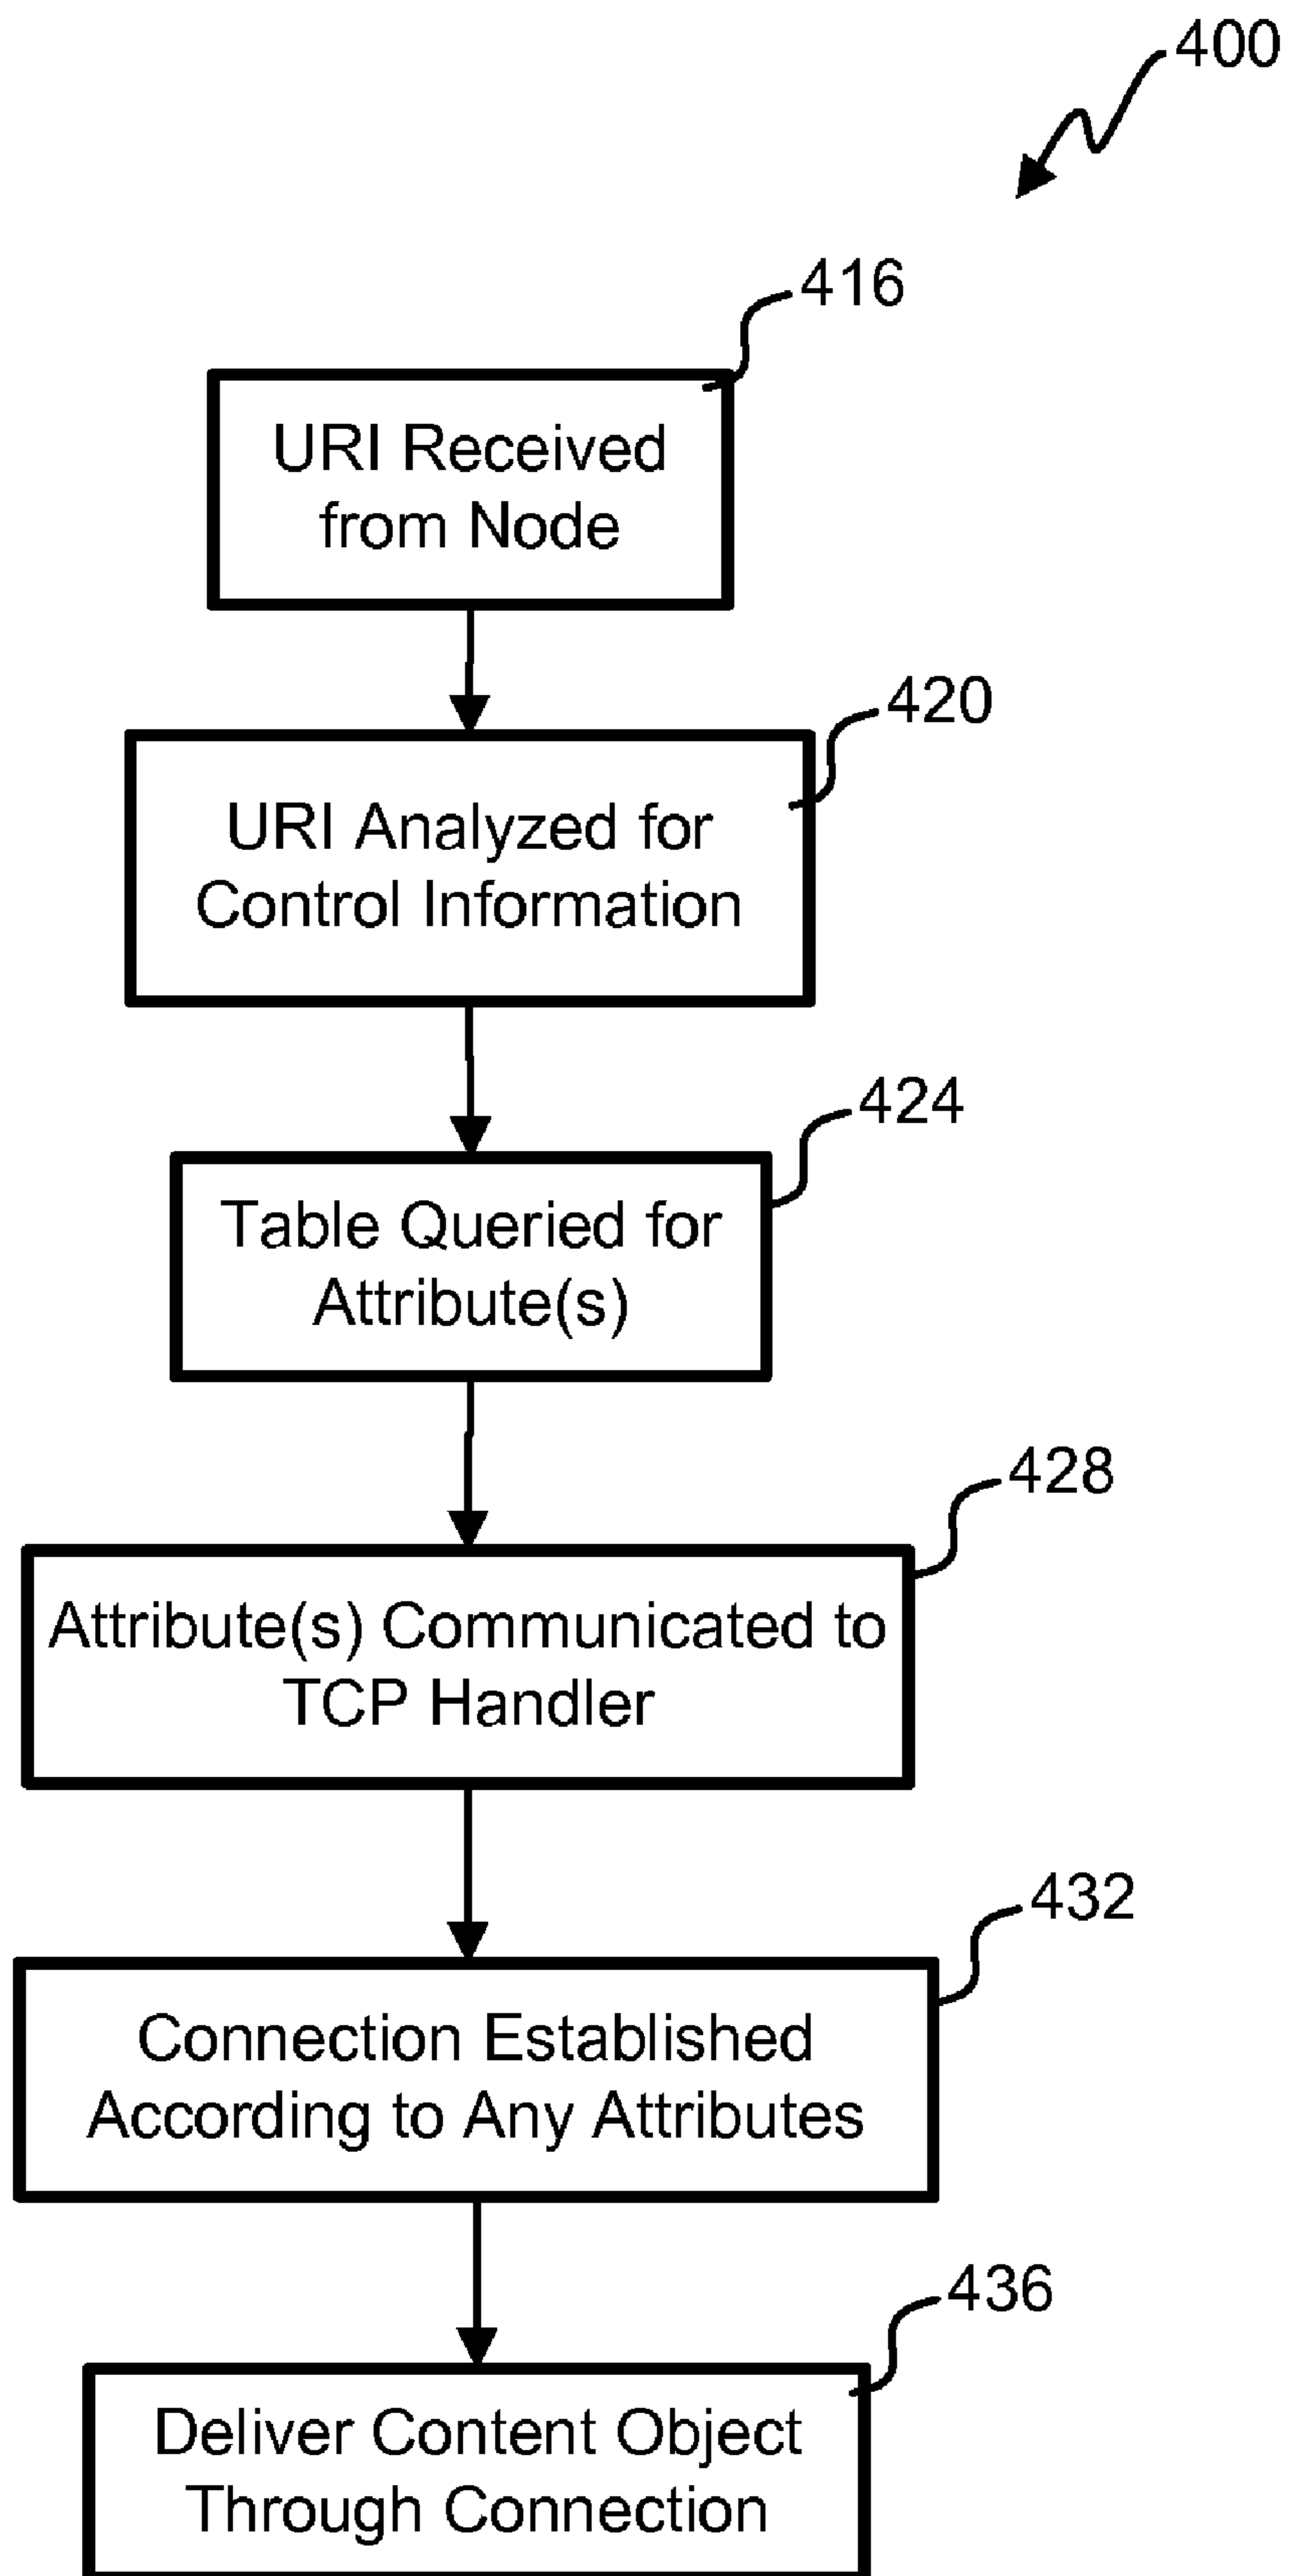 400
416
URI Received
from Node
420
URI Analyzed for
Control Information
424
Table Queried for
Attribute(s)
428
Attribute(s) Communicated to
TCP Handler
432
Connection Established
According to Any Attributes
436
Deliver Content Object
Through Connection